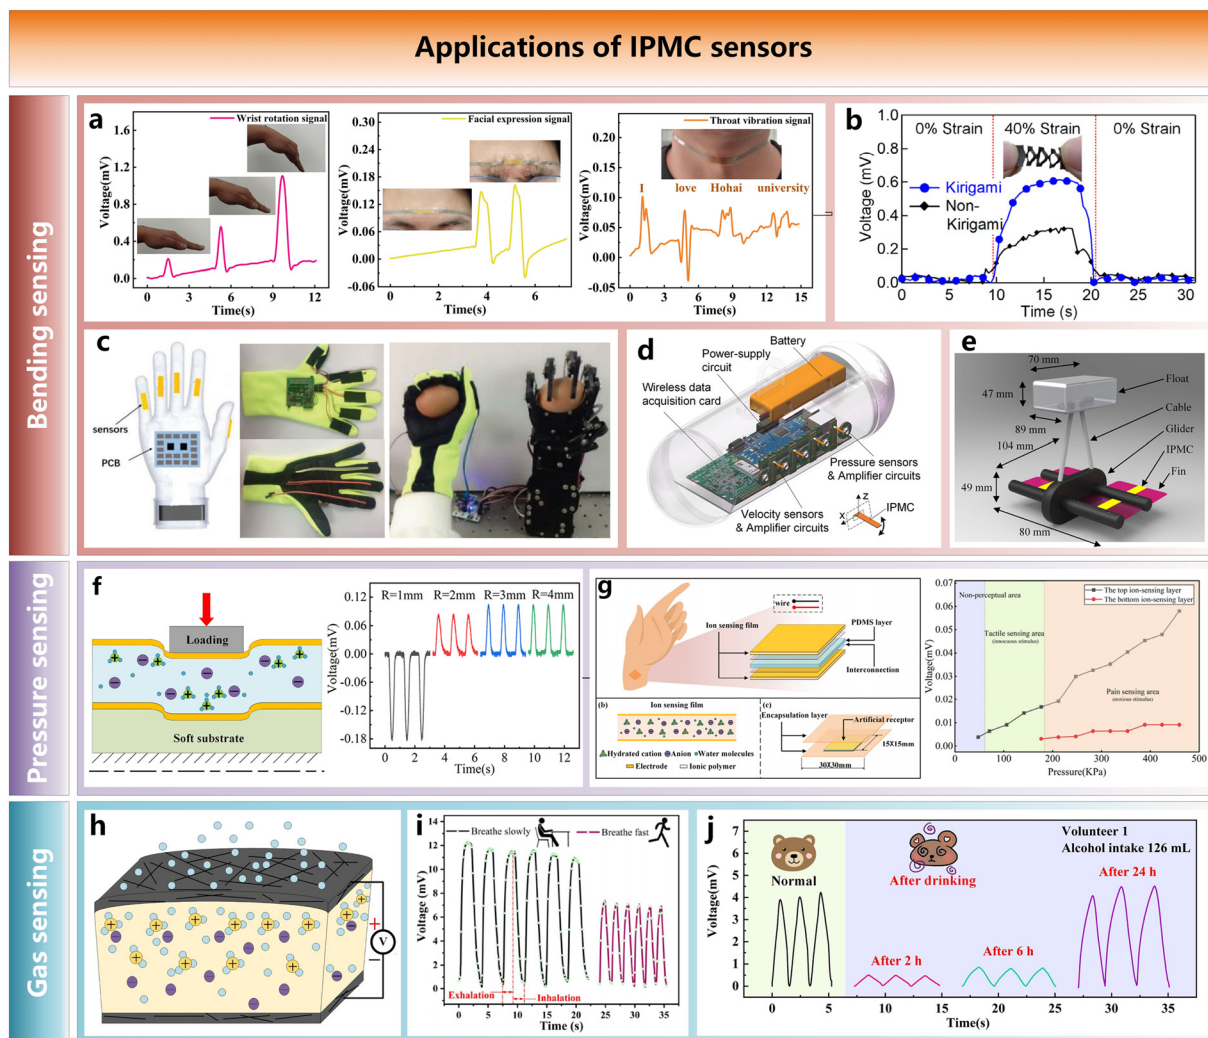 Applications of IPMC sensors
Bending sensing
a
Wrist rotation signal
Voltage(mV)
1.6
1.2
0.8
0.4
0.0
0 3 6 9 12
Time(s)
Facial expression signal
Voltage(mV)
0.30
0.24
0.18
0.12
0.06
0.00
-0.06
0 2 4 6
Time(s)
Throat vibration signal
Voltage(mV)
0.20
0.15
0.10
0.05
0.00
-0.05
I love Hohai university
0 2 4 6 8 10 12 14 16
Time(s)
b
0% Strain 40% Strain 0% Strain
Voltage (mV)
1.0
0.8
0.6
0.4
0.2
0.0
Kirigami
Non-
Kirigami
0 5 10 15 20 25 30
Time (s)
c
sensors
PCB
d
Battery
Power-supply
circuit
Wireless data
acquisition card
Pressure sensors
& Amplifier circuits
Velocity sensors
& Amplifier circuits
Z
X
IPMC
e
70 mm
47 mm
89 mm
104 mm
49 mm
80 mm
Float
Cable
Glider
IPMC
Fin
Pressure sensing
f
Loading
Soft substrate
R=1mm R=2mm R=3mm R=4mm
Voltage(mV)
0.12
0.06
0.00
-0.06
-0.12
-0.18
0 2 4 6 8 10 12
Time(s)
g
wire
Ion sensing film
PDMS layer
Interconnection
(b)
Ion sensing film
Hydrated cation Anion Water molecules
Electrode Ionic polymer
(c)
Encapsulation layer
Artificial receptor
15X15mm
30X30mm
Voltage(mV)
0.07
0.06
0.05
0.04
0.03
0.02
0.01
0.00
The top ion-sensing layer
The bottom ion-sensing layer
Non-perceptual area
Tactile sensing area
(innocuous stimulus)
Pain sensing area
(noxious stimulus)
0 100 200 300 400 500
Pressure(KPa)
Gas sensing
h
V
i
Breathe slowly
Breathe fast
Voltage (mV)
14
12
10
8
6
4
2
0
Exhalation
Inhalation
0 5 10 15 20 25 30 35
Time (s)
j
Voltage(mV)
7
6
5
4
3
2
1
0
Normal
After drinking
Volunteer 1
Alcohol intake 126 mL
After 2 h
After 6 h
After 24 h
0 5 10 15 20 25 30 35
Time(s)